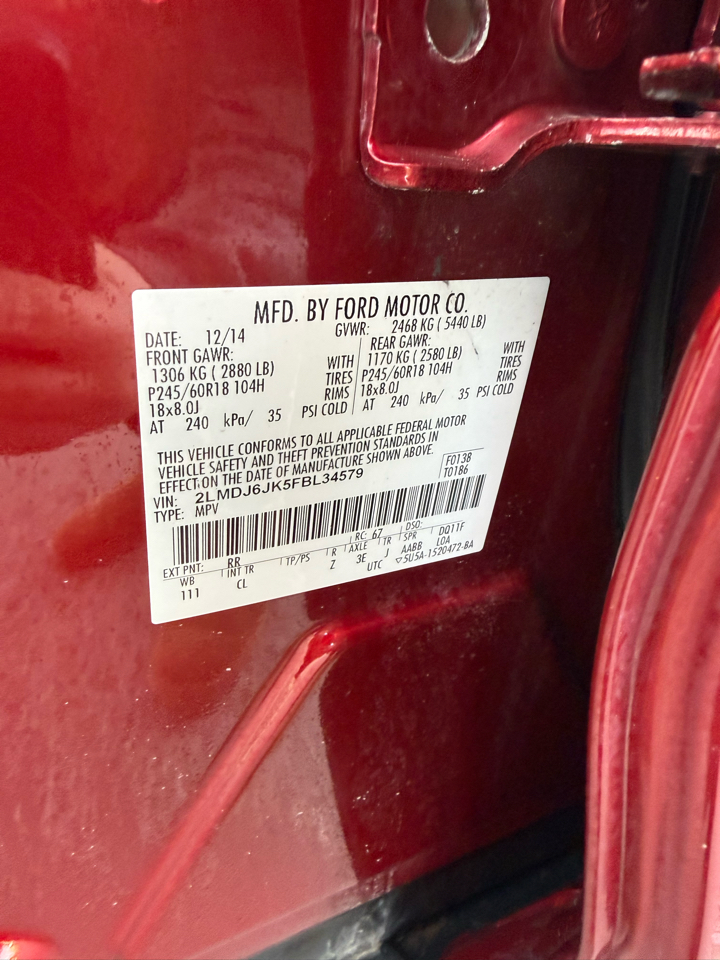 MFD. BY FORD MOTOR CO.
DATE: 12/14 GVWR: 2468 KG ( 5440 LB)
FRONT GAWR: REAR GAWR:
1306 KG ( 2880 LB) WITH 1170 KG ( 2580 LB) WITH
P245/60R18 104H TIRES P245/60R18 104H TIRES
18x8.0J RIMS 18x8.0J RIMS
AT 240 kPa/ 35 PSI COLD AT 240 kPa/ 35 PSI COLD
THIS VEHICLE CONFORMS TO ALL APPLICABLE FEDERAL MOTOR
VEHICLE SAFETY AND THEFT PREVENTION STANDARDS IN
EFFECT ON THE DATE OF MANUFACTURE SHOWN ABOVE.
F0138
T0186
VIN: 2LMDJ6JK5FBL34579
TYPE: MPV
EXT PNT: RR RC: 67 DSO:
WB INT TR TP/PS R AXLE TR SPR DQ11F
111 CL Z 3E J AABB LOA
UTC ▽5U5A-1520472-BA